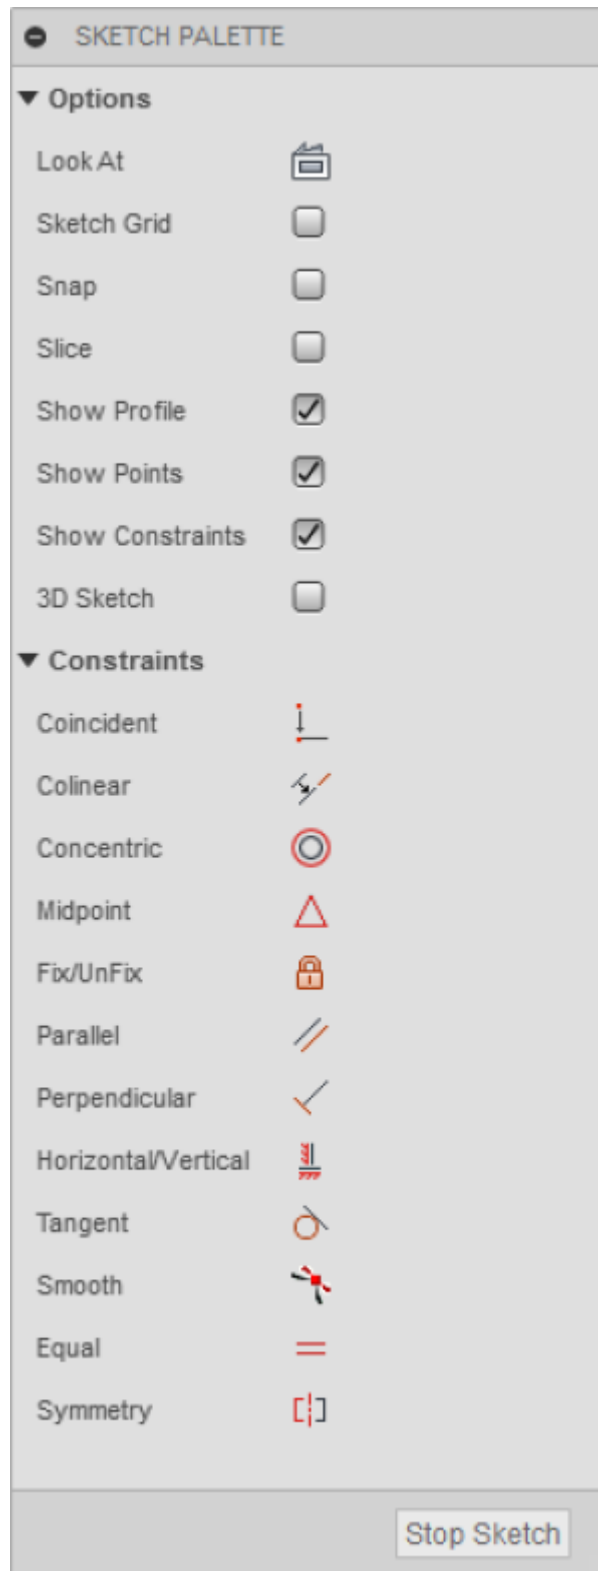 SKETCH PALETTE
Options
Look At
Sketch Grid
Snap
Slice
Show Profile
Show Points
Show Constraints
3D Sketch
Constraints
Coincident
Colinear
Concentric
Midpoint
Fix/UnFix
Parallel
Perpendicular
Horizontal/Vertical
Tangent
Smooth
Equal
Symmetry
Stop Sketch